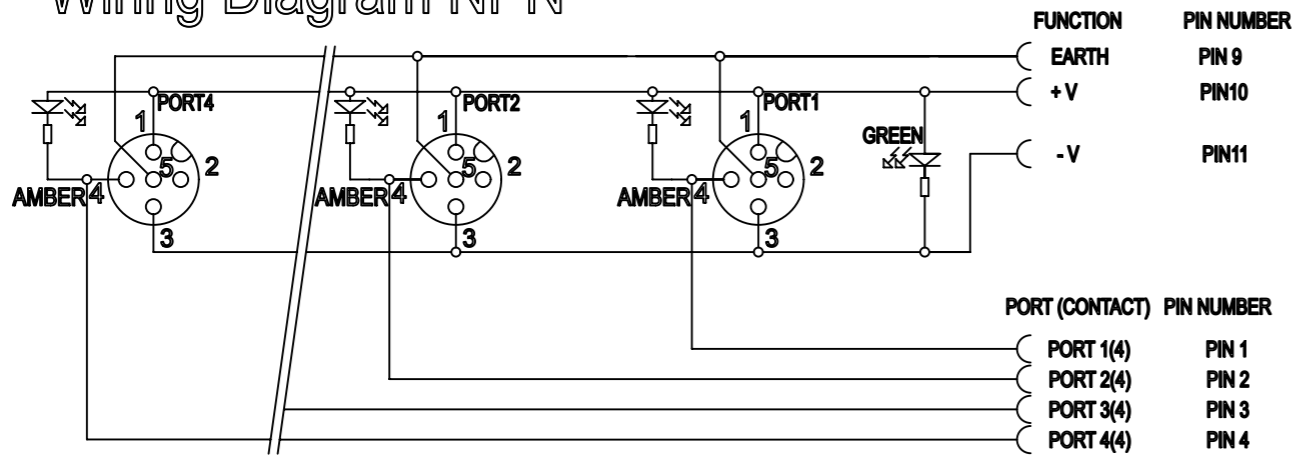 Wiring Diagram NPN
FUNCTION PIN NUMBER
EARTH PIN 9
+ V PIN10
- V PIN11
PORT4 PORT2 PORT1
1 1 1
GREEN
5 2 5 2 5 2
AMBER 4 AMBER 4 AMBER 4
3 3 3
PORT (CONTACT) PIN NUMBER
PORT 1(4) PIN 1
PORT 2(4) PIN 2
PORT 3(4) PIN 3
PORT 4(4) PIN 4